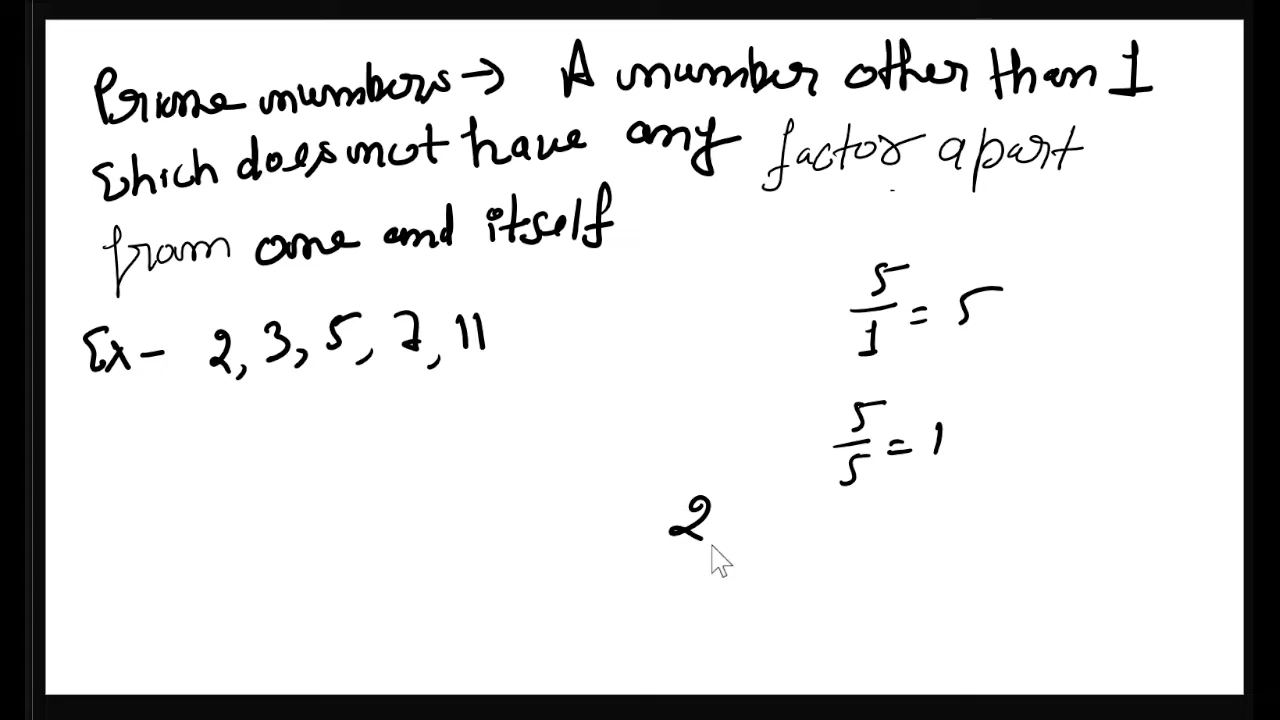 Prime numbers → A number other than 1
which does not have any factor apart
from one and itself
Ex - 2, 3, 5, 7, 11
5/1 = 5
5/5 = 1
2